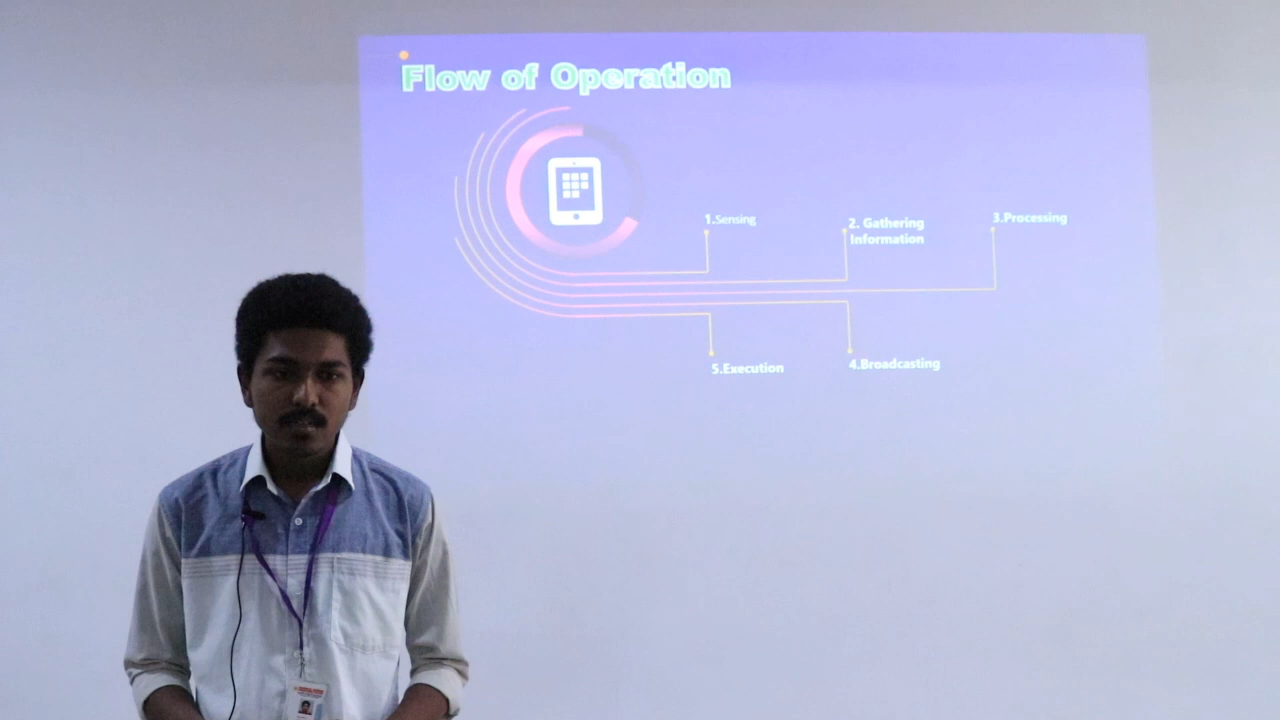 Flow of Operation
1.Sensing
2. Gathering
Information
3.Processing
5.Execution
4.Broadcasting